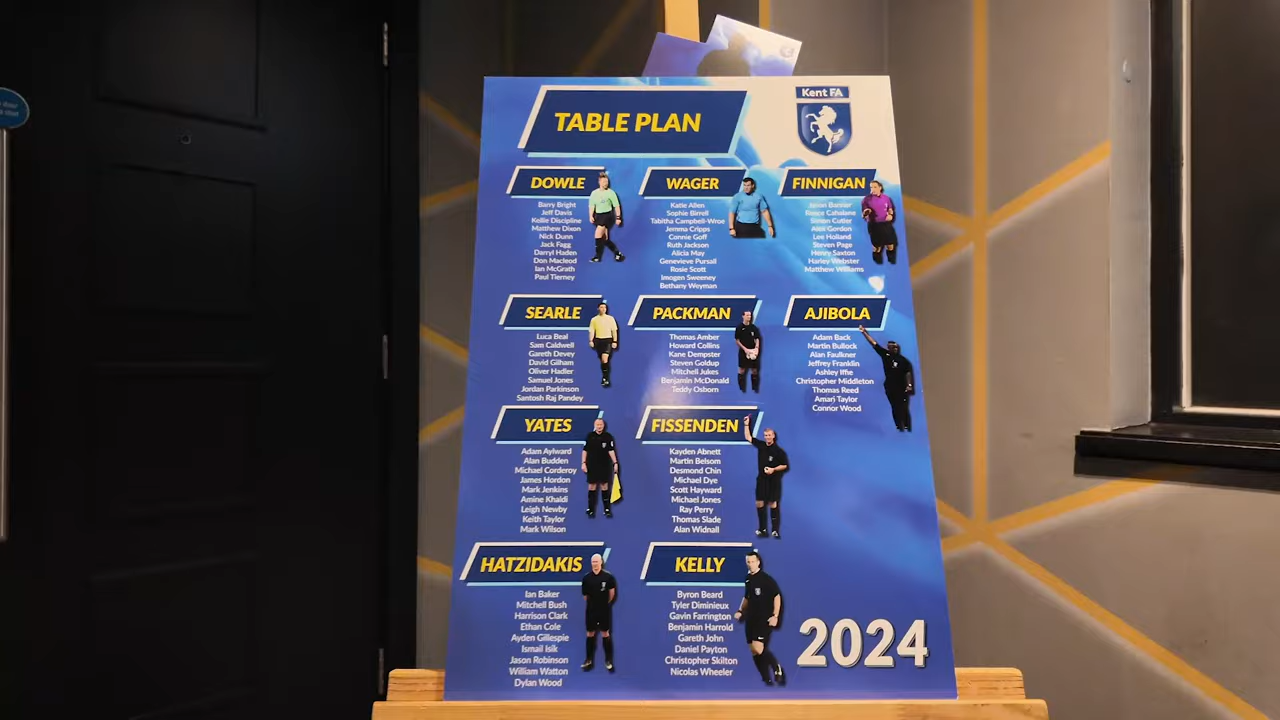 Kent FA
TABLE PLAN
DOWLE
Barry Bright
Jeff Davis
Kellie Discipline
Matthew Dixon
Nick Dunn
Jack Fagg
Darryl Haden
Don Macleod
Ian McGrath
Paul Tierney
WAGER
Katie Allen
Sophie Birrell
Tabitha Campbell-Wroe
Jemma Cripps
Connie Goff
Ruth Jackson
Alicia May
Genevieve Pursall
Rosie Scott
Imogen Sweeney
Bethany Weyman
FINNIGAN
Jason Banner
Reece Cahalane
Simon Cutler
Alex Gordon
Lee Holland
Steven Page
Henry Saxton
Harley Webster
Matthew Williams
SEARLE
Luca Beal
Sam Caldwell
Gareth Devey
David Gilham
Oliver Hadler
Samuel Jones
Jordan Parkinson
Santosh Raj Pandey
PACKMAN
Thomas Amber
Howard Collins
Kane Dempster
Steven Goldup
Mitchell Jukes
Benjamin McDonald
Teddy Osborn
AJIBOLA
Adam Back
Martin Bullock
Alan Faulkner
Jeffrey Franklin
Ashley Iffie
Christopher Middleton
Thomas Reed
Amari Taylor
Connor Wood
YATES
Adam Aylward
Alan Budden
Michael Corderoy
James Hordon
Mark Jenkins
Amine Khaldi
Leigh Newby
Keith Taylor
Mark Wilson
FISSENDEN
Kayden Abnett
Martin Belsom
Desmond Chin
Michael Dye
Scott Hayward
Michael Jones
Ray Perry
Thomas Slade
Alan Widnall
HATZIDAKIS
Ian Baker
Mitchell Bush
Harrison Clark
Ethan Cole
Ayden Gillespie
Ismail Isik
Jason Robinson
William Watton
Dylan Wood
KELLY
Byron Beard
Tyler Diminieux
Gavin Farrington
Benjamin Harrold
Gareth John
Daniel Payton
Christopher Skilton
Nicolas Wheeler
2024